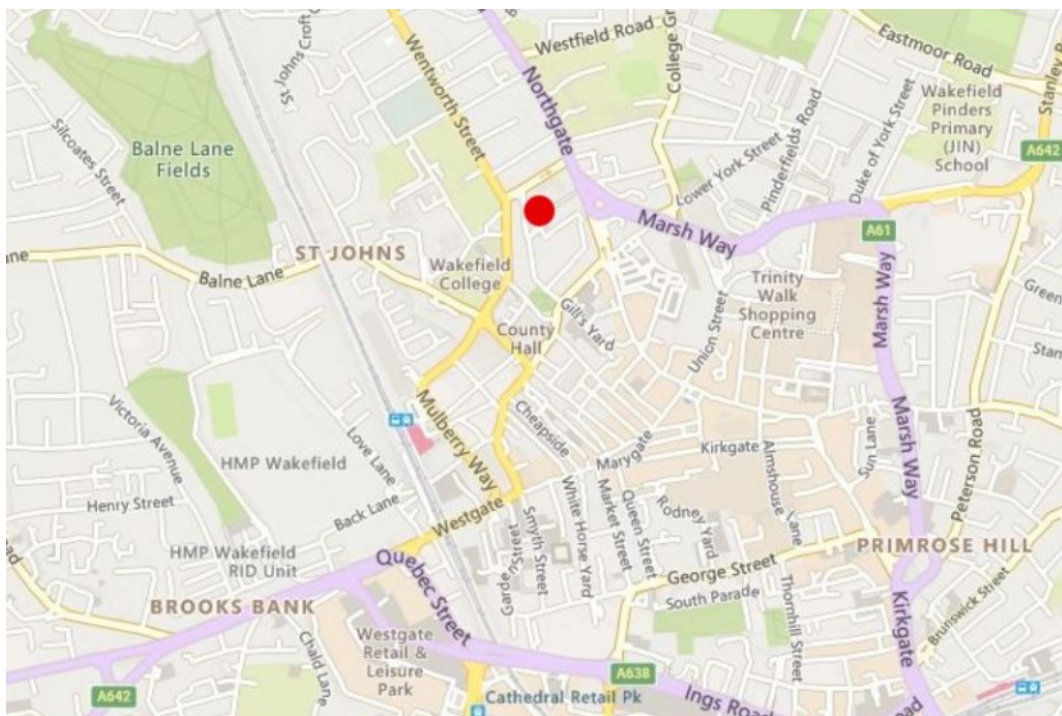 Westfield Road
College Gr
Eastmoor Road
Stanley
St Johns Croft
Wentworth Street
Northgate
Silcoates Street
Balne Lane
Fields
Pinderfields Road
Duke of York Street
Wakefield
Pinders
Primary
(JIN)
School
A642
Lower York Street
Marsh Way
A61
ST JOHNS
Balne Lane
Wakefield
College
Trinity
Walk
Shopping
Centre
Marsh Way
Gill's Yard
Union Street
County
Hall
Victoria Avenue
Love Lane
Mulberry Way
Cheapside
Marygate
Kirkgate
Almshouse
Lane
Sun Lane
Marsh Way
Peterson Road
HMP Wakefield
Henry Street
Back Lane
Westgate
Garden Street
Smyth Street
White Horse Yard
Market Street
Queen Street
Rodney Yard
HMP Wakefield
RID Unit
Quebec Street
George Street
PRIMROSE HILL
BROOKS BANK
South Parade
Thornhill Street
Kirkgate
Brunswick Street
Chald Lane
Westgate
Retail &
Leisure
Park
A642
A638
Cathedral Retail Pk
Ings Road